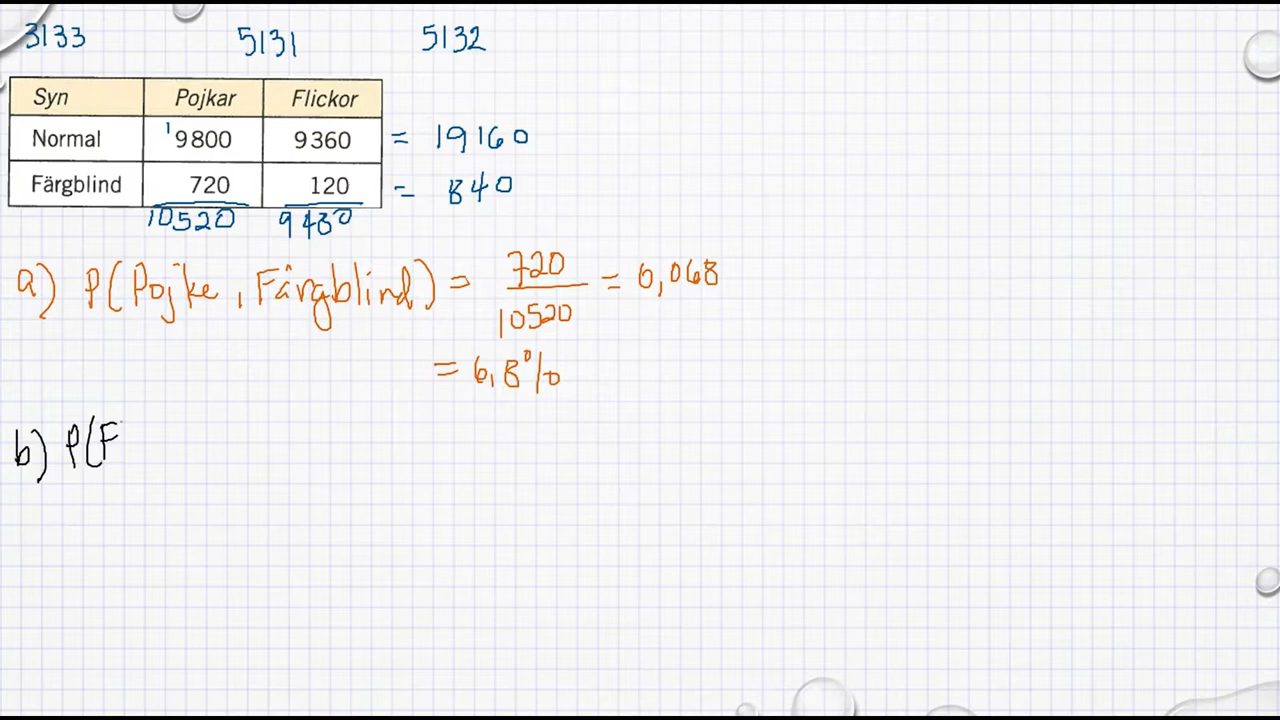 3133 5131 5132
Syn Pojkar Flickor
Normal 19800 9360 = 19160
Färgblind 720 120 = 840
10520 9480
a) P(Pojke, Färgblind) = 720/10520 = 0,068
= 6,8%
b) P(F